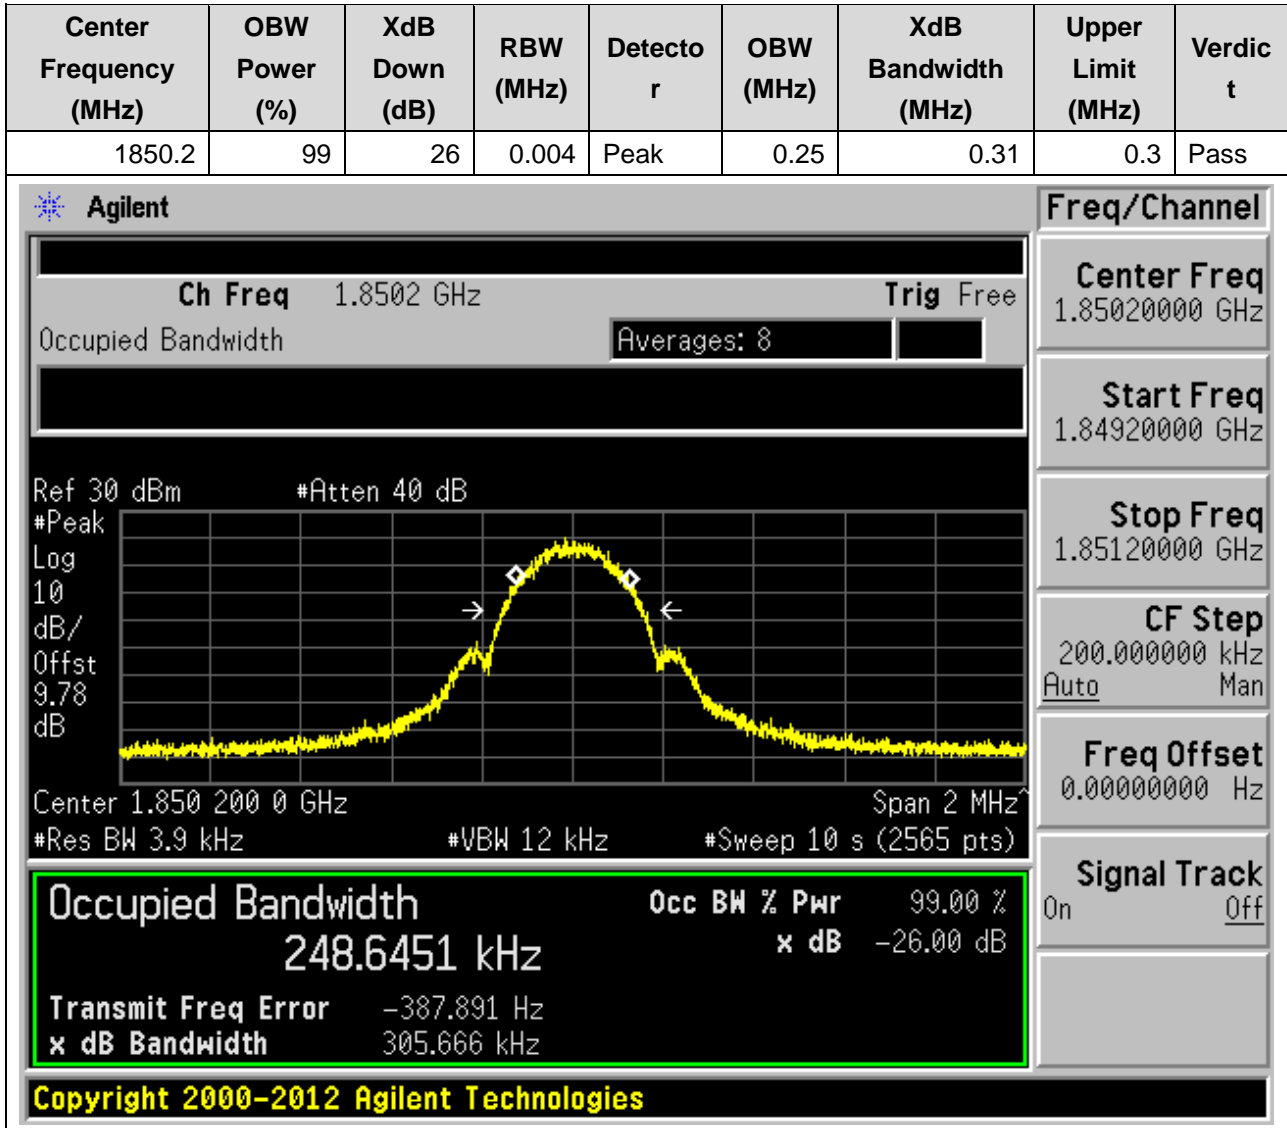 Center Frequency (MHz) OBW Power (%) XdB Down (dB) RBW (MHz) Detecto r OBW (MHz) XdB Bandwidth (MHz) Upper Limit (MHz) Verdic t
1850.2 99 26 0.004 Peak 0.25 0.31 0.3 Pass
Agilent
Freq/Channel
Ch Freq 1.8502 GHz Trig Free
Occupied Bandwidth Averages: 8
Center Freq
1.85020000 GHz
Start Freq
1.84920000 GHz
Stop Freq
1.85120000 GHz
CF Step
200.000000 kHz
Auto Man
Freq Offset
0.00000000 Hz
Signal Track
On Off
Ref 30 dBm #Atten 40 dB
#Peak
Log
10
dB/
Offst
9.78
dB
Center 1.850 200 0 GHz Span 2 MHz^
#Res BW 3.9 kHz #VBW 12 kHz #Sweep 10 s (2565 pts)
Occupied Bandwidth Occ BW % Pwr 99.00 %
248.6451 kHz x dB -26.00 dB
Transmit Freq Error -387.891 Hz
x dB Bandwidth 305.666 kHz
Copyright 2000-2012 Agilent Technologies